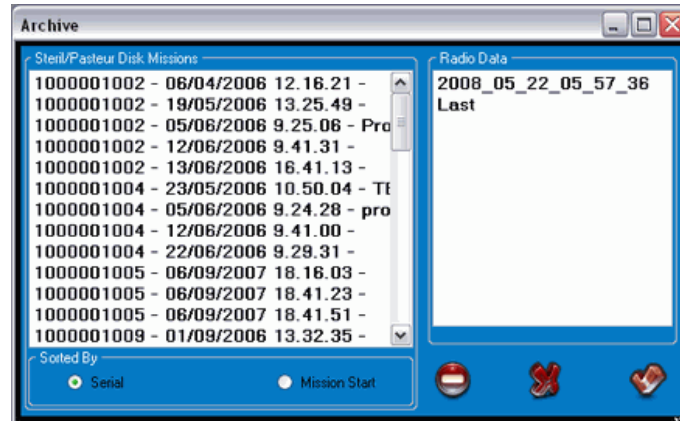 Archive
Steril/Pasteur Disk Missions
1000001002 - 06/04/2006 12.16.21 -
1000001002 - 19/05/2006 13.25.49 -
1000001002 - 05/06/2006 9.25.06 - Pro
1000001002 - 12/06/2006 9.41.31 -
1000001002 - 13/06/2006 16.41.13 -
1000001004 - 23/05/2006 10.50.04 - TE
1000001004 - 05/06/2006 9.24.28 - pro
1000001004 - 12/06/2006 9.41.00 -
1000001004 - 22/06/2006 9.29.31 -
1000001005 - 06/09/2007 18.16.03 -
1000001005 - 06/09/2007 18.41.23 -
1000001005 - 06/09/2007 18.41.51 -
1000001009 - 01/09/2006 13.32.35 -
Sorted By
Serial
Mission Start
Radio Data
2008_05_22_05_57_36
Last